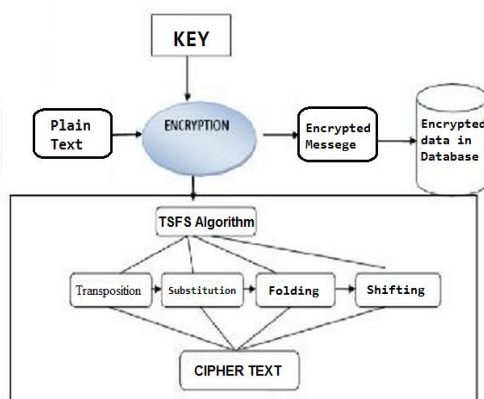 KEY
Plain
Text
ENCRYPTION
Encrypted
Messege
Encrypted
data in
Database
TSFS Algorithm
Transposition
Substitution
Folding
Shifting
CIPHER TEXT